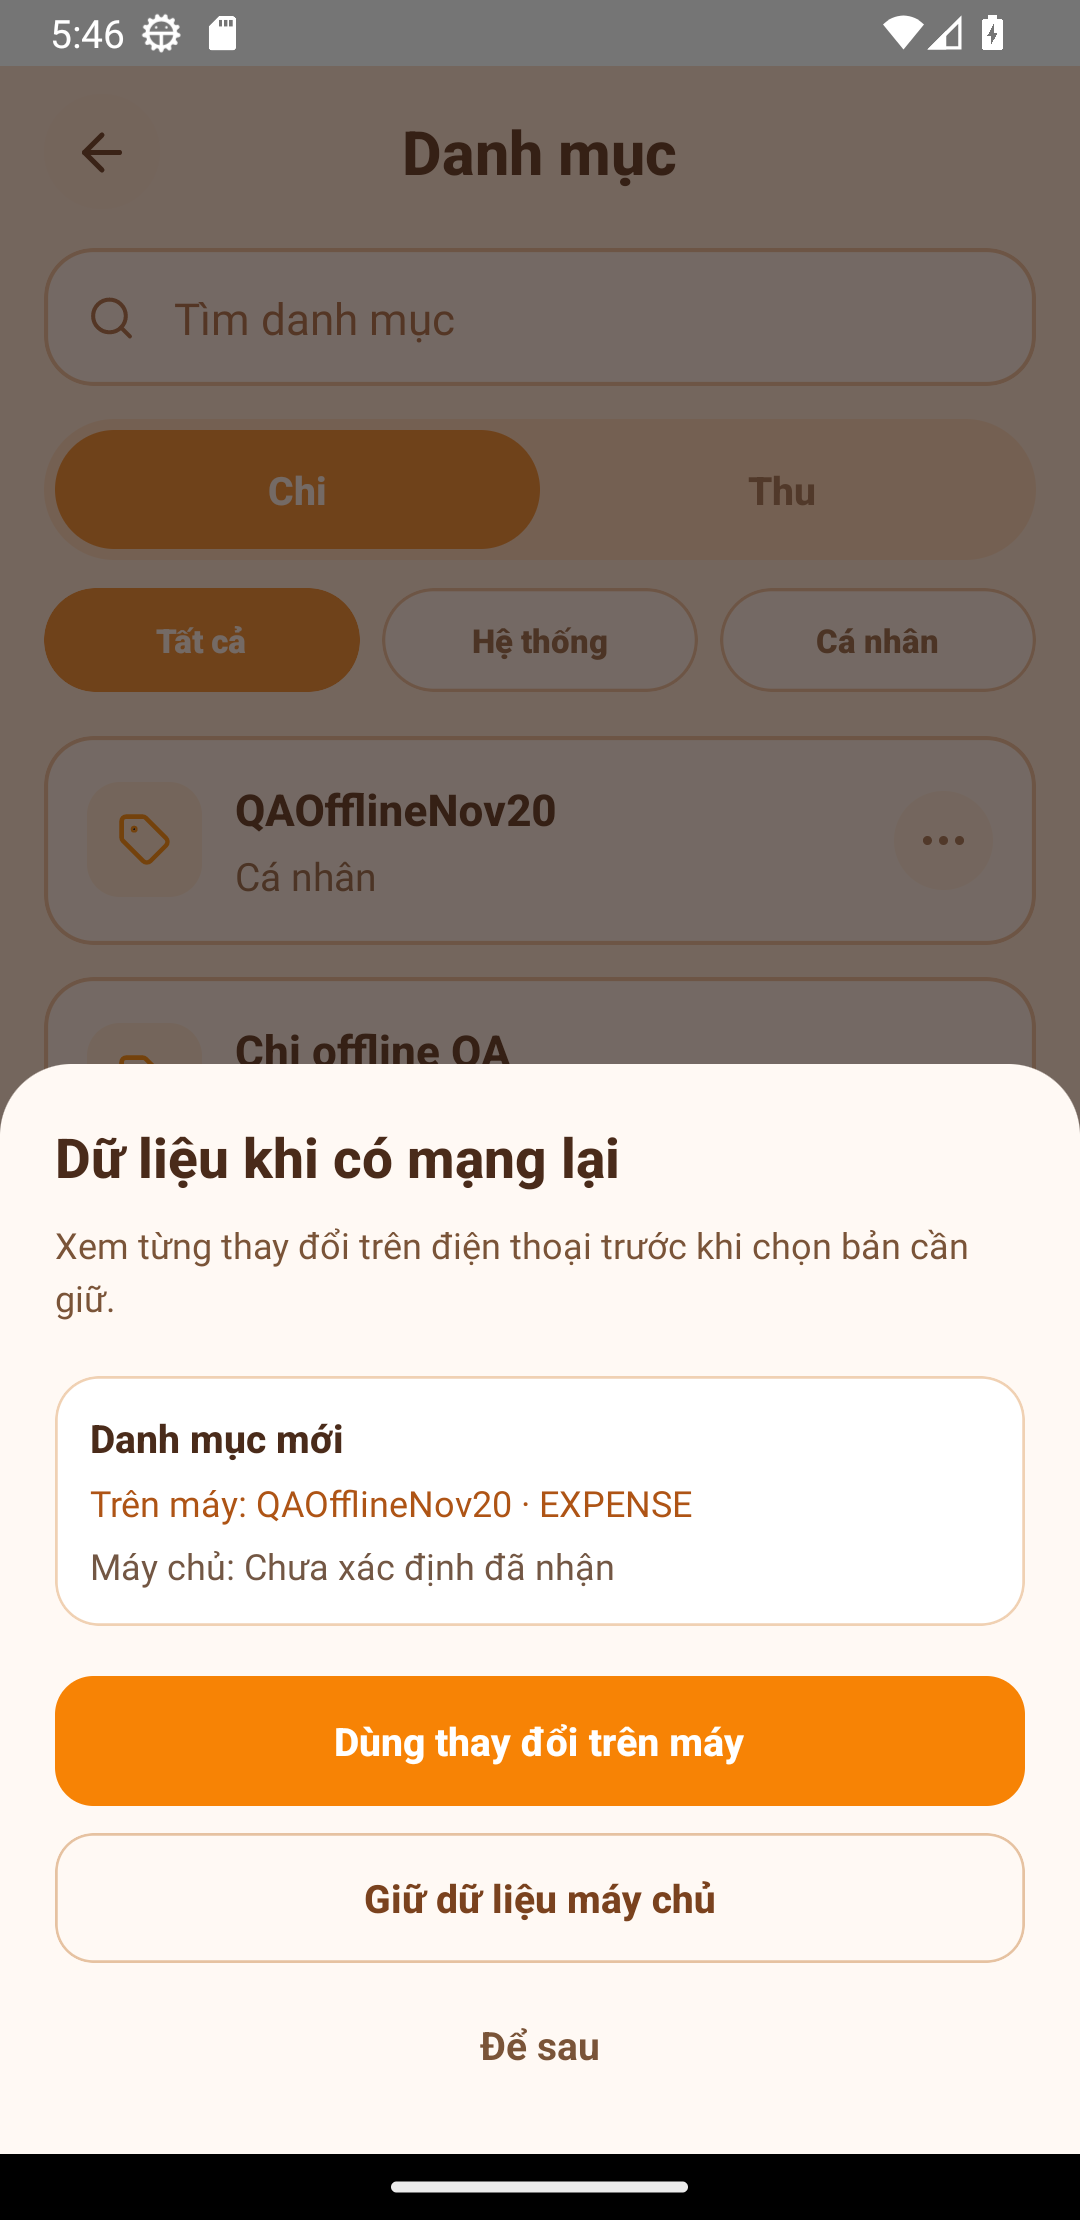 5:46
Danh mục
Tìm danh mục
Chi
Thu
Tất cả
Hệ thống
Cá nhân
QAOfflineNov20
Cá nhân
Chi offline QA
Dữ liệu khi có mạng lại
Xem từng thay đổi trên điện thoại trước khi chọn bản cần
giữ.
Danh mục mới
Trên máy: QAOfflineNov20 · EXPENSE
Máy chủ: Chưa xác định đã nhận
Dùng thay đổi trên máy
Giữ dữ liệu máy chủ
Để sau